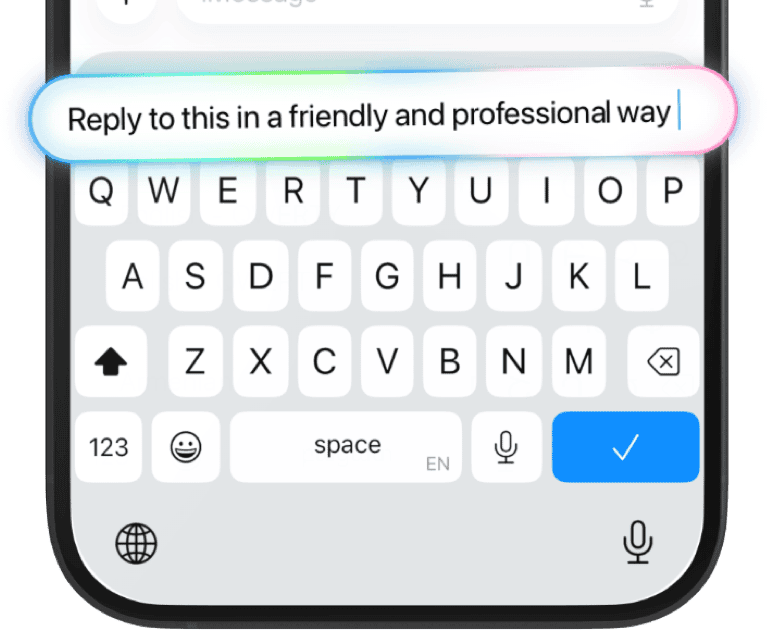 Reply to this in a friendly and professional way
Q W E R T Y U I O P
A S D F G H J K L
Z X C V B N M
123 space EN